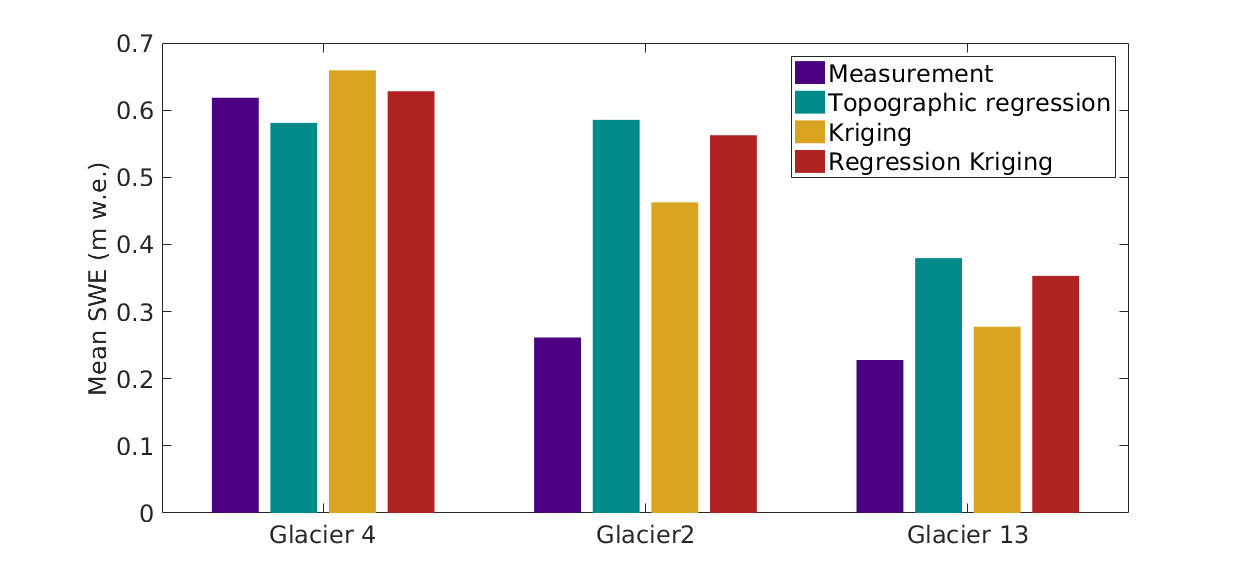 0.7
0.6
0.5
0.4
0.3
0.2
0.1
0
Mean SWE (m w.e.)
Measurement
Topographic regression
Kriging
Regression Kriging
Glacier 4
Glacier2
Glacier 13